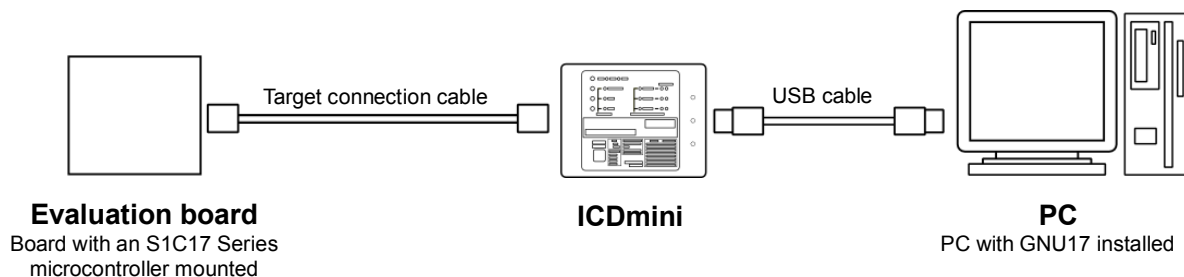 Target connection cable
USB cable
Evaluation board
Board with an S1C17 Series
microcontroller mounted
ICDmini
PC
PC with GNU17 installed